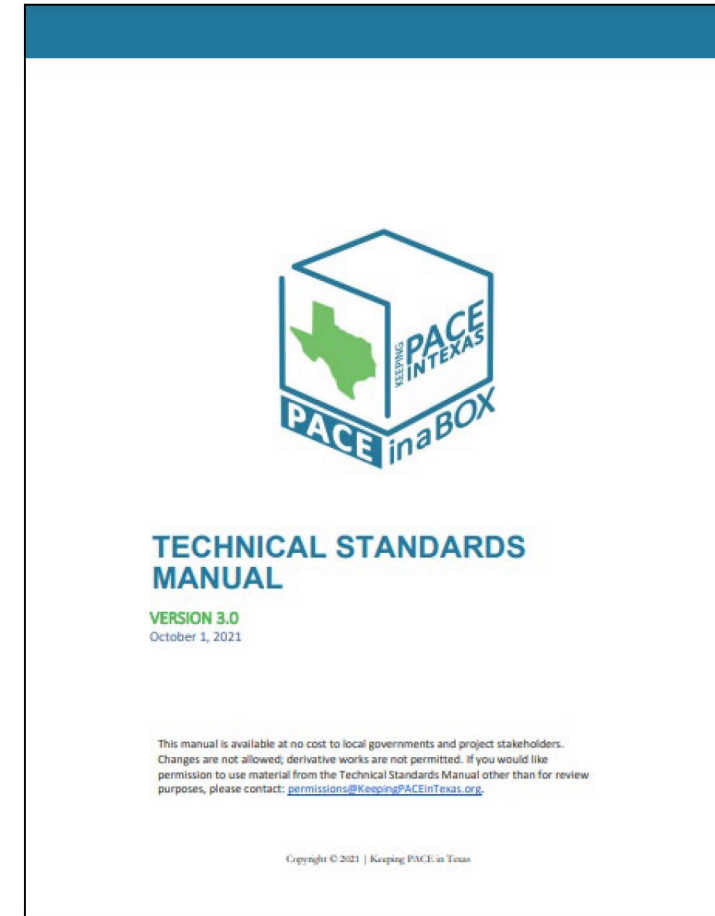 KEEPING
PACE
IN TEXAS
PACE
in a BOX
TECHNICAL STANDARDS
MANUAL
VERSION 3.0
October 1, 2021
This manual is available at no cost to local governments and project stakeholders.
Changes are not allowed; derivative works are not permitted. If you would like
permission to use material from the Technical Standards Manual other than for review
purposes, please contact: permissions@KeepingPACEinTexas.org.
Copyright © 2021 | Keeping PACE in Texas